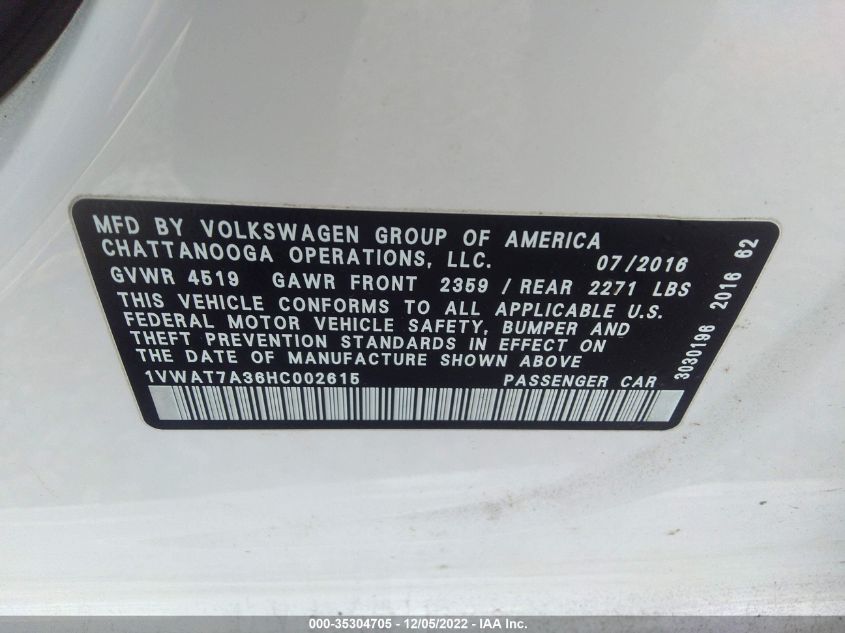 MFD BY VOLKSWAGEN GROUP OF AMERICA
CHATTANOOGA OPERATIONS, LLC. 07/2016
GVWR 4519 GAWR FRONT 2359 / REAR 2271 LBS
THIS VEHICLE CONFORMS TO ALL APPLICABLE U.S.
FEDERAL MOTOR VEHICLE SAFETY, BUMPER AND
THEFT PREVENTION STANDARDS IN EFFECT ON
THE DATE OF MANUFACTURE SHOWN ABOVE
1VWAT7A36HC002615 PASSENGER CAR
3030196 2016 62
000-35304705 - 12/05/2022 - IAA Inc.